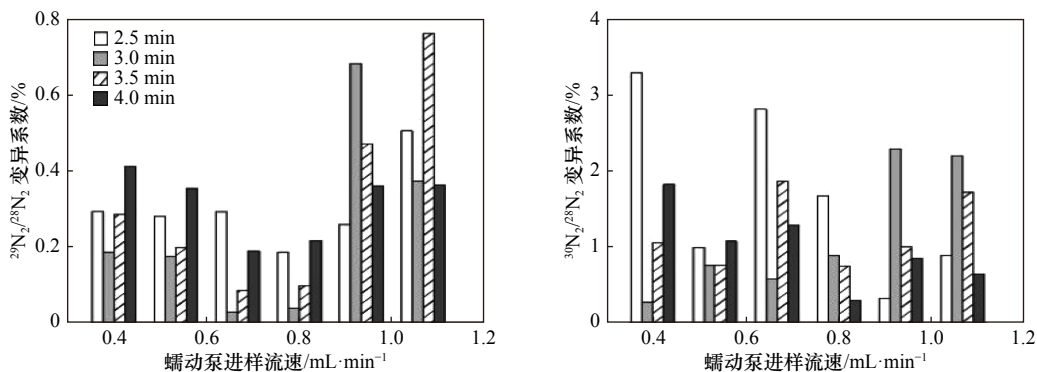 0.8
0.6
0.4
0.2
0
²⁹N₂/²⁸N₂ 变异系数/%
2.5 min
3.0 min
3.5 min
4.0 min
0.4 0.6 0.8 1.0 1.2
蠕动泵进样流速/mL·min⁻¹
4
3
2
1
0
³⁰N₂/²⁸N₂ 变异系数/%
0.4 0.6 0.8 1.0 1.2
蠕动泵进样流速/mL·min⁻¹